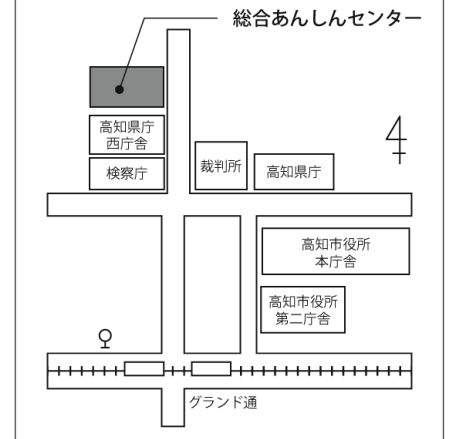 総合あんしんセンター
高知県庁
西庁舎
検察庁
裁判所
高知県庁
高知市役所
本庁舎
高知市役所
第二庁舎
グランド通